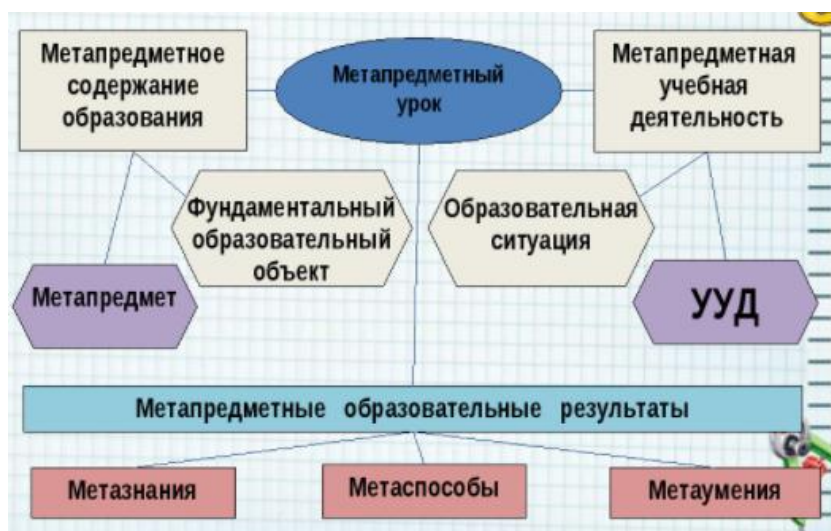 Метапредметное
содержание
образования
Метапредметный
урок
Метапредметная
учебная
деятельность
Фундаментальный
образовательный
объект
Образовательная
ситуация
Метапредмет
УУД
Метапредметные образовательные результаты
Метазнания
Метаспособы
Метаумения